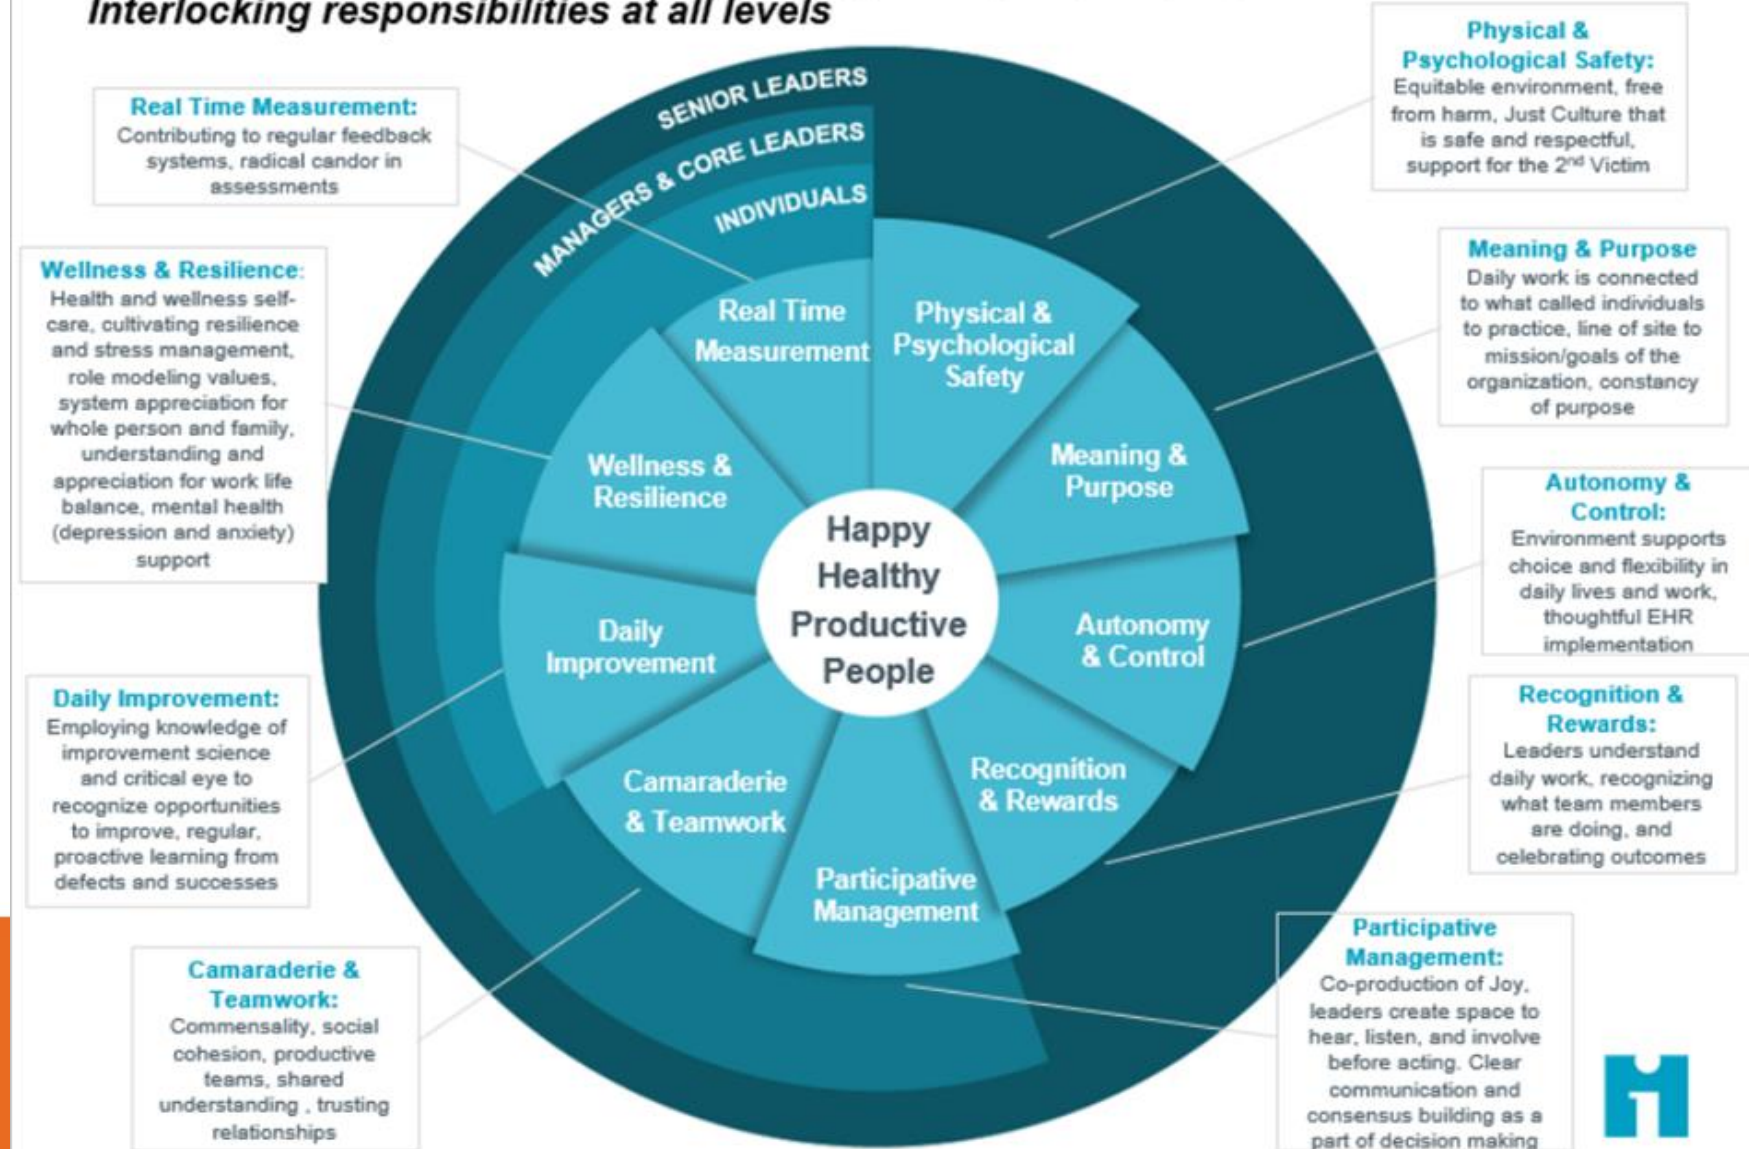 Interlocking responsibilities at all levels
Real Time Measurement:
Contributing to regular feedback
systems, radical candor in
assessments
Wellness & Resilience:
Health and wellness self-
care, cultivating resilience
and stress management,
role modeling values,
system appreciation for
whole person and family,
understanding and
appreciation for work life
balance, mental health
(depression and anxiety)
support
Daily Improvement:
Employing knowledge of
improvement science
and critical eye to
recognize opportunities
to improve, regular,
proactive learning from
defects and successes
Camaraderie &
Teamwork:
Commensality, social
cohesion, productive
teams, shared
understanding , trusting
relationships
SENIOR LEADERS
MANAGERS & CORE LEADERS
INDIVIDUALS
Real Time
Measurement
Physical &
Psychological
Safety
Wellness &
Resilience
Meaning &
Purpose
Happy
Healthy
Productive
People
Daily
Improvement
Autonomy
& Control
Camaraderie
& Teamwork
Recognition
& Rewards
Participative
Management
Physical &
Psychological Safety:
Equitable environment, free
from harm, Just Culture that
is safe and respectful,
support for the 2nd Victim
Meaning & Purpose
Daily work is connected
to what called individuals
to practice, line of site to
mission/goals of the
organization, constancy
of purpose
Autonomy &
Control:
Environment supports
choice and flexibility in
daily lives and work,
thoughtful EHR
implementation
Recognition &
Rewards:
Leaders understand
daily work, recognizing
what team members
are doing, and
celebrating outcomes
Participative
Management:
Co-production of Joy,
leaders create space to
hear, listen, and involve
before acting. Clear
communication and
consensus building as a
part of decision making